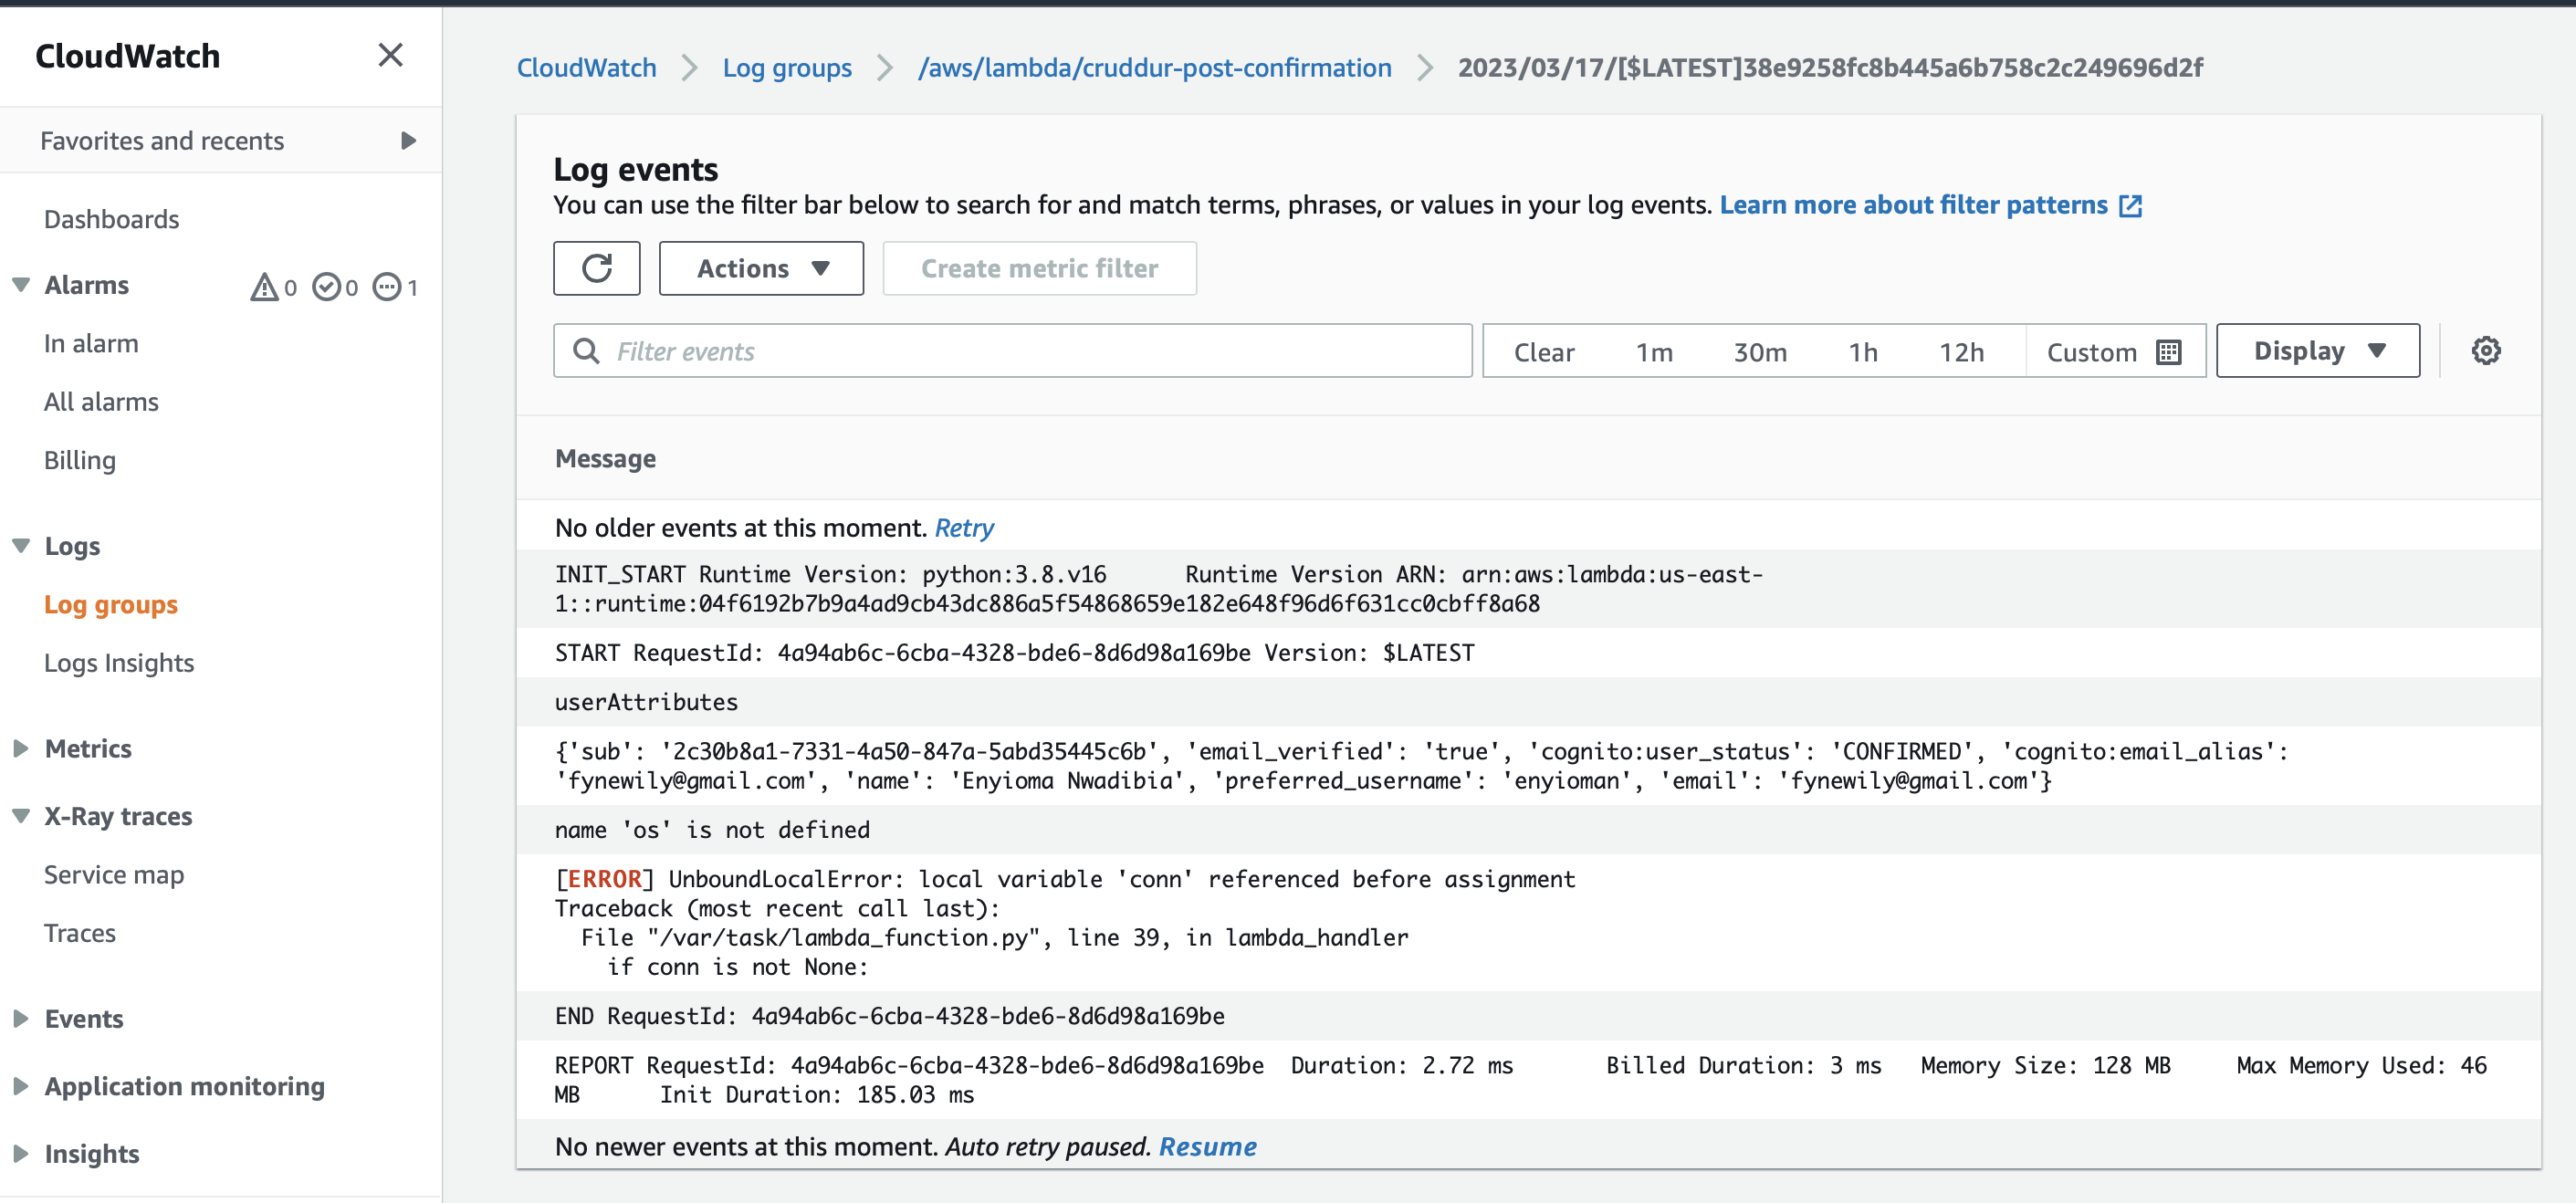 CloudWatch
Favorites and recents
Dashboards
Alarms 0 0 1
In alarm
All alarms
Billing
Logs
Log groups
Logs Insights
Metrics
X-Ray traces
Service map
Traces
Events
Application monitoring
Insights
CloudWatch Log groups /aws/lambda/cruddur-post-confirmation 2023/03/17/[$LATEST]38e9258fc8b445a6b758c2c249696d2f
Log events
You can use the filter bar below to search for and match terms, phrases, or values in your log events. Learn more about filter patterns
Actions Create metric filter
Filter events Clear 1m 30m 1h 12h Custom Display
Message
No older events at this moment. Retry
INIT_START Runtime Version: python:3.8.v16 Runtime Version ARN: arn:aws:lambda:us-east-
1::runtime:04f6192b7b9a4ad9cb43dc886a5f54868659e182e648f96d6f631cc0cbff8a68
START RequestId: 4a94ab6c-6cba-4328-bde6-8d6d98a169be Version: $LATEST
userAttributes
{'sub': '2c30b8a1-7331-4a50-847a-5abd35445c6b', 'email_verified': 'true', 'cognito:user_status': 'CONFIRMED', 'cognito:email_alias':
'fynewily@gmail.com', 'name': 'Enyioma Nwadibia', 'preferred_username': 'enyioman', 'email': 'fynewily@gmail.com'}
name 'os' is not defined
[ERROR] UnboundLocalError: local variable 'conn' referenced before assignment
Traceback (most recent call last):
File "/var/task/lambda_function.py", line 39, in lambda_handler
if conn is not None:
END RequestId: 4a94ab6c-6cba-4328-bde6-8d6d98a169be
REPORT RequestId: 4a94ab6c-6cba-4328-bde6-8d6d98a169be Duration: 2.72 ms Billed Duration: 3 ms Memory Size: 128 MB Max Memory Used: 46
MB Init Duration: 185.03 ms
No newer events at this moment. Auto retry paused. Resume